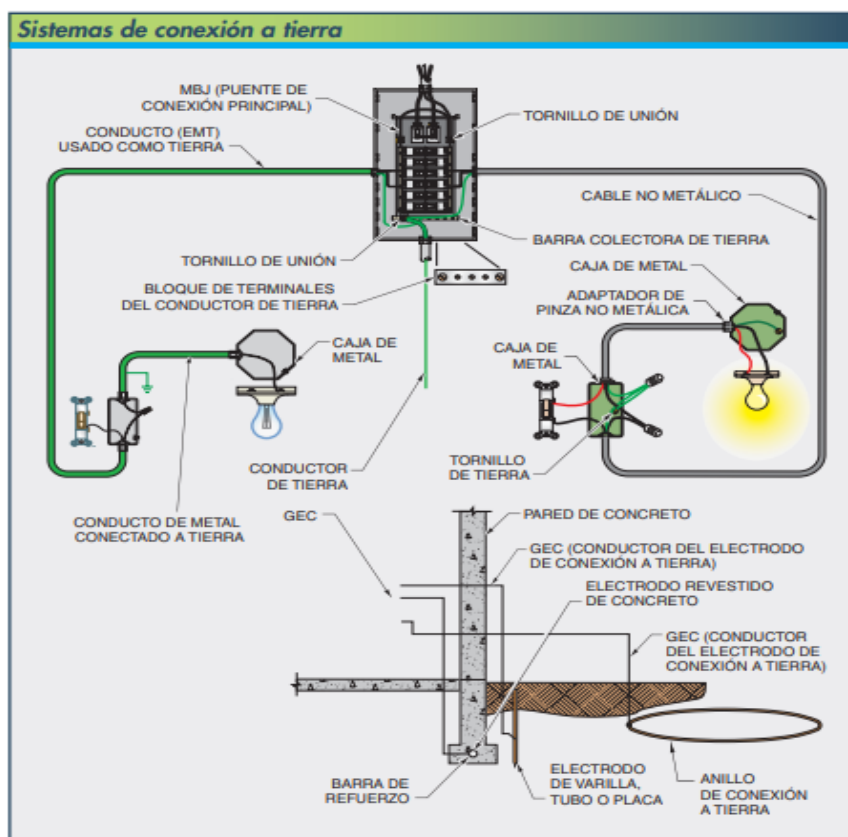 Sistemas de conexión a tierra
MBJ (PUENTE DE
CONEXIÓN PRINCIPAL)
TORNILLO DE UNIÓN
CONDUCTO (EMT)
USADO COMO TIERRA
CABLE NO METÁLICO
TORNILLO DE UNIÓN
BARRA COLECTORA DE TIERRA
BLOQUE DE TERMINALES
DEL CONDUCTOR DE TIERRA
CAJA DE METAL
ADAPTADOR DE
PINZA NO METÁLICA
CAJA DE
METAL
CAJA DE
METAL
TORNILLO
DE TIERRA
CONDUCTOR
DE TIERRA
CONDUCTO DE METAL
CONECTADO A TIERRA
GEC
PARED DE CONCRETO
GEC (CONDUCTOR DEL ELECTRODO
DE CONEXIÓN A TIERRA)
ELECTRODO REVESTIDO
DE CONCRETO
GEC (CONDUCTOR
DEL ELECTRODO DE
CONEXIÓN A TIERRA)
BARRA DE
REFUERZO
ELECTRODO
DE VARILLA,
TUBO O PLACA
ANILLO
DE CONEXIÓN
A TIERRA